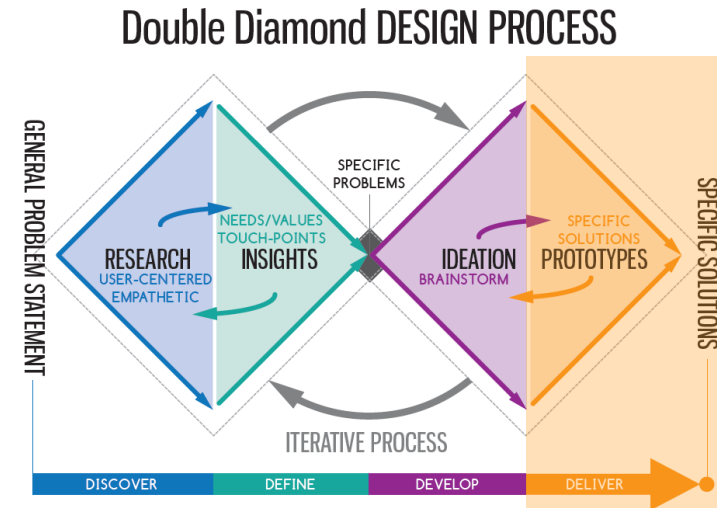 Double Diamond DESIGN PROCESS
GENERAL PROBLEM STATEMENT
SPECIFIC
PROBLEMS
NEEDS/VALUES
TOUCH-POINTS
RESEARCH
INSIGHTS
USER-CENTERED
EMPATHETIC
SPECIFIC
SOLUTIONS
IDEATION
PROTOTYPES
BRAINSTORM
SPECIFIC SOLUTIONS
ITERATIVE PROCESS
DISCOVER
DEFINE
DEVELOP
DELIVER